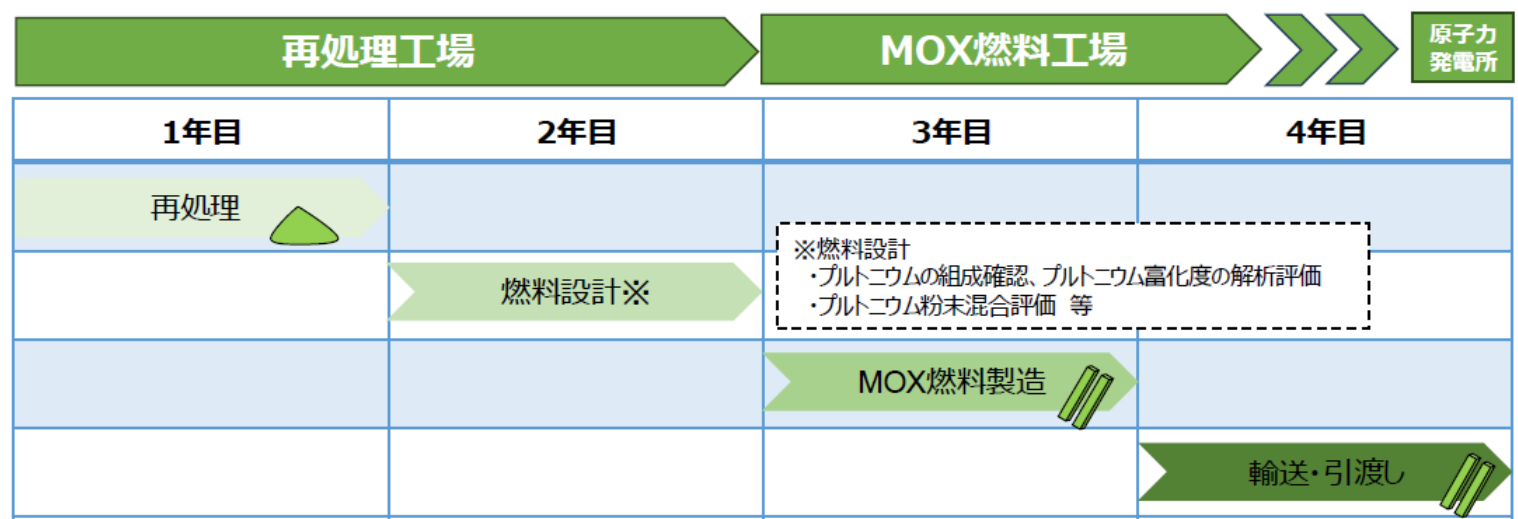 再処理工場
MOX燃料工場
原子力
発電所
1年目
2年目
3年目
4年目
再処理
※燃料設計
・プルトニウムの組成確認、プルトニウム富化度の解析評価
・プルトニウム粉末混合評価 等
燃料設計※
MOX燃料製造
輸送・引渡し